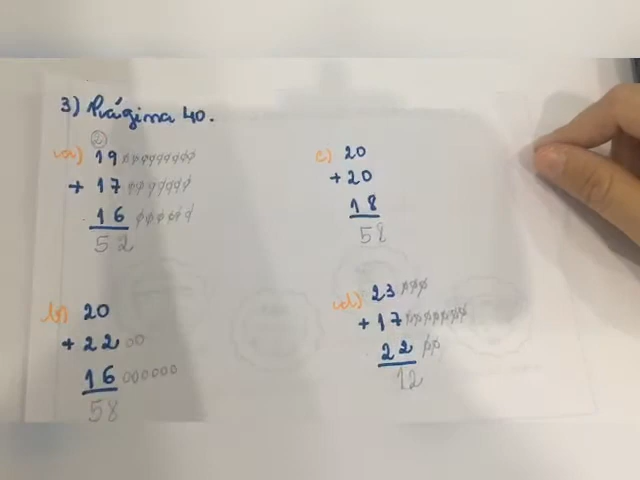 3) Página 40.
2
a) 19
+ 17
16
52
b) 20
+ 22
16
58
c) 20
+ 20
18
58
d) 23
+ 17
22
12